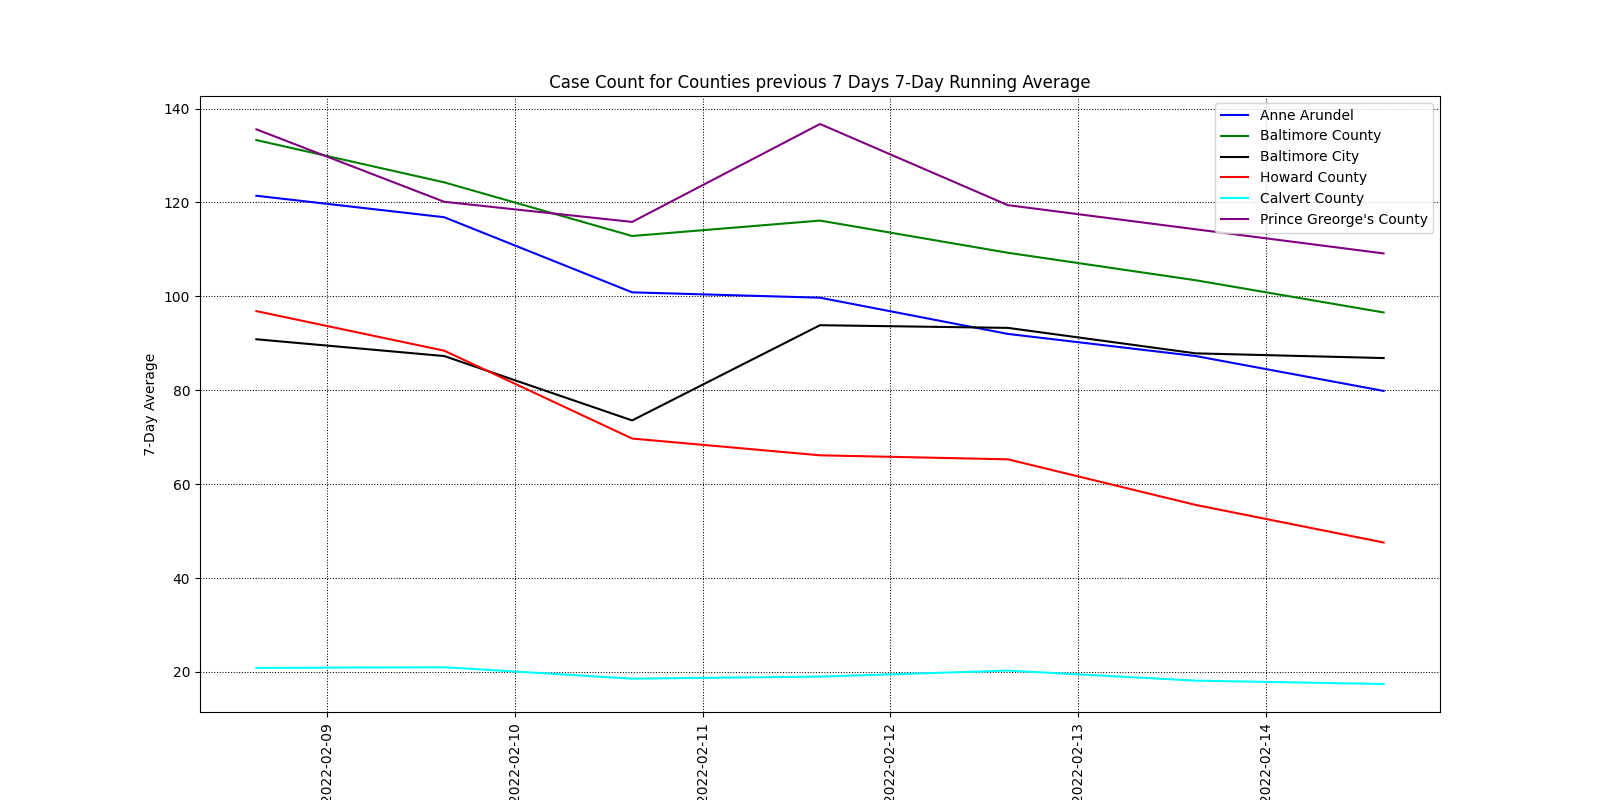 Case Count for Counties previous 7 Days 7-Day Running Average
140
120
100
80
60
40
20
7-Day Average
Anne Arundel
Baltimore County
Baltimore City
Howard County
Calvert County
Prince Greorge's County
2022-02-09
2022-02-10
2022-02-11
2022-02-12
2022-02-13
2022-02-14